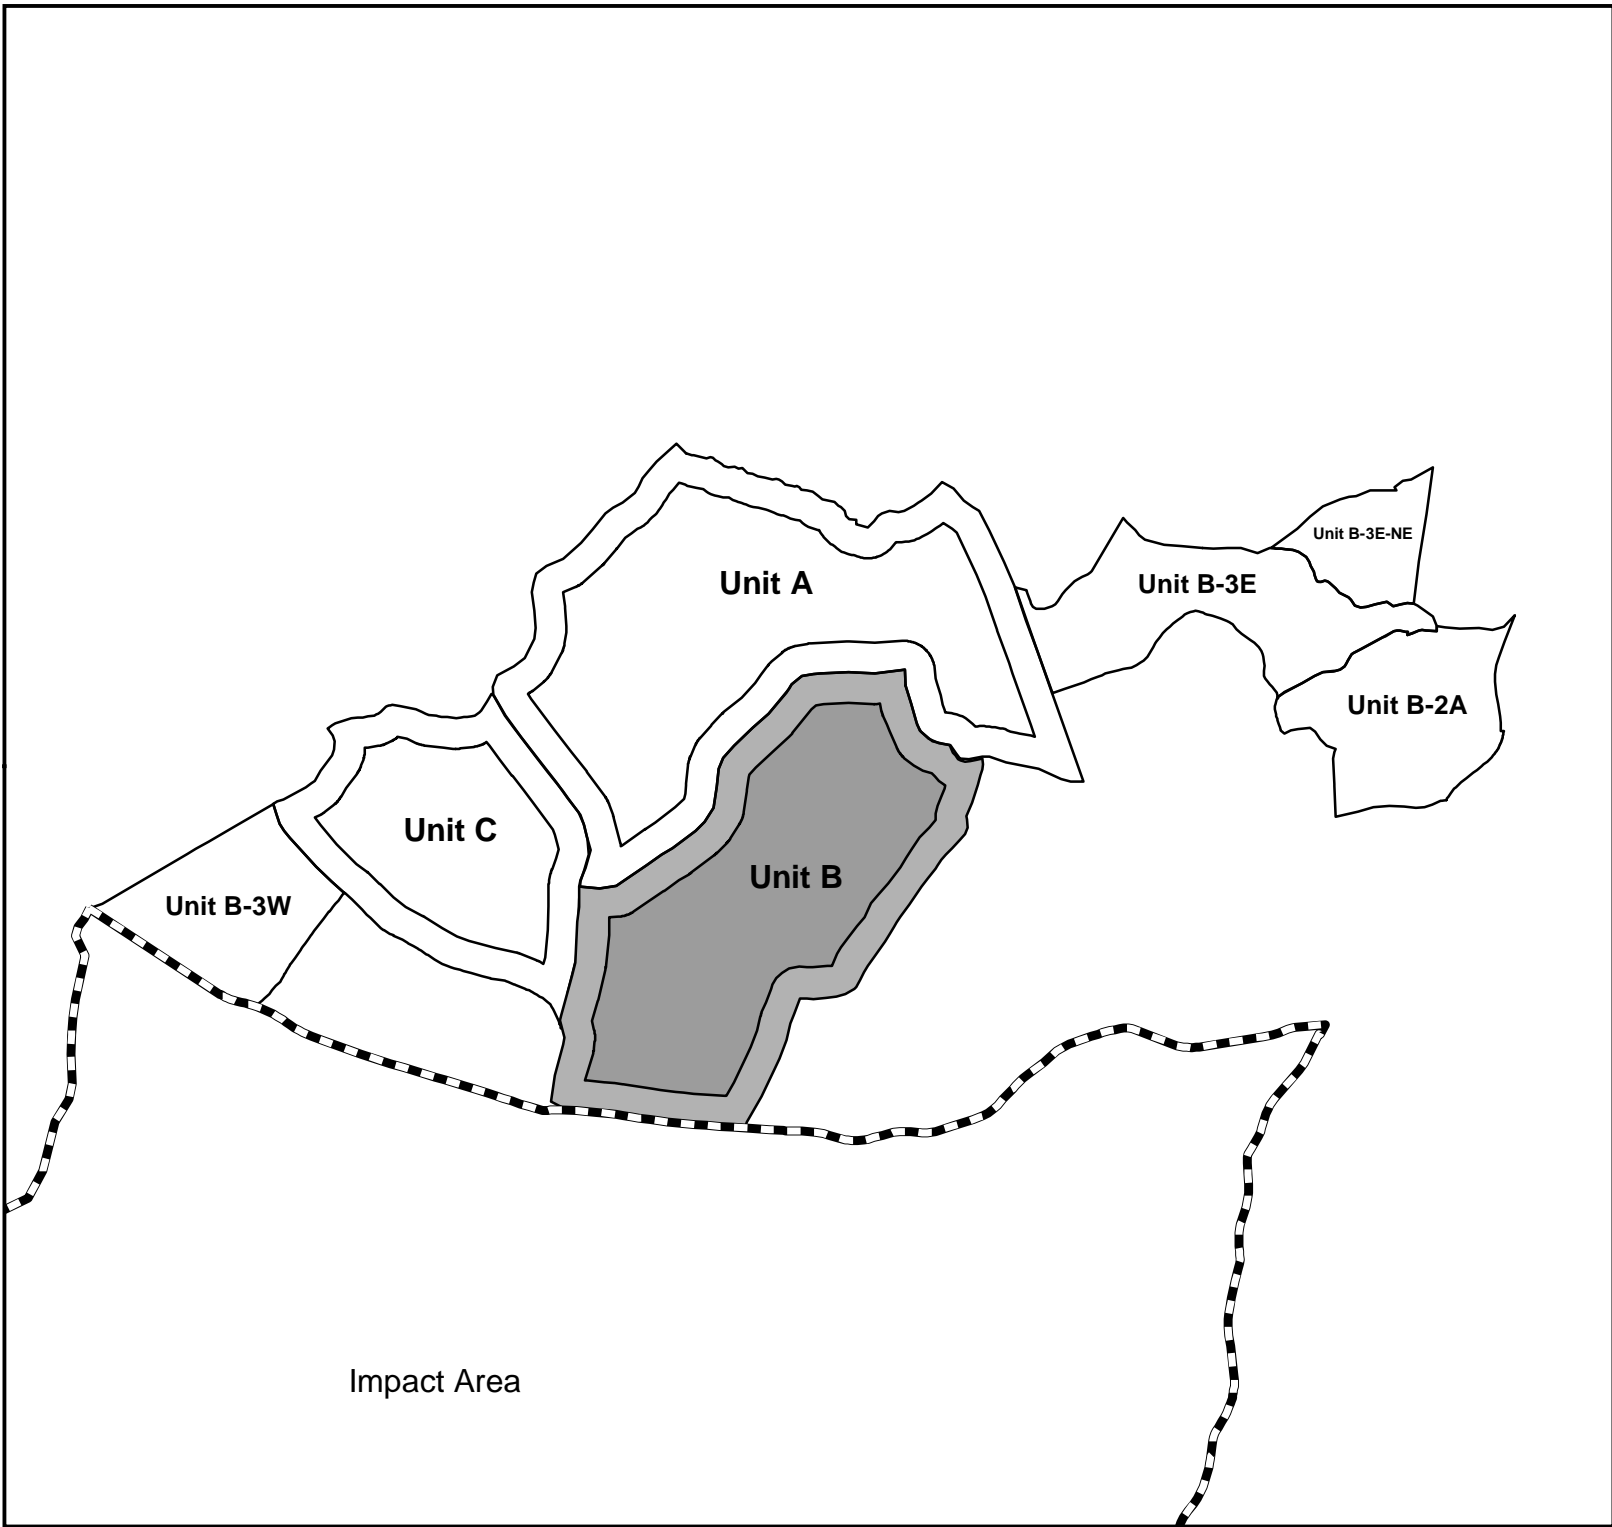 Unit B-3E-NE
Unit A
Unit B-3E
Unit B-2A
Unit C
Unit B
Unit B-3W
Impact Area